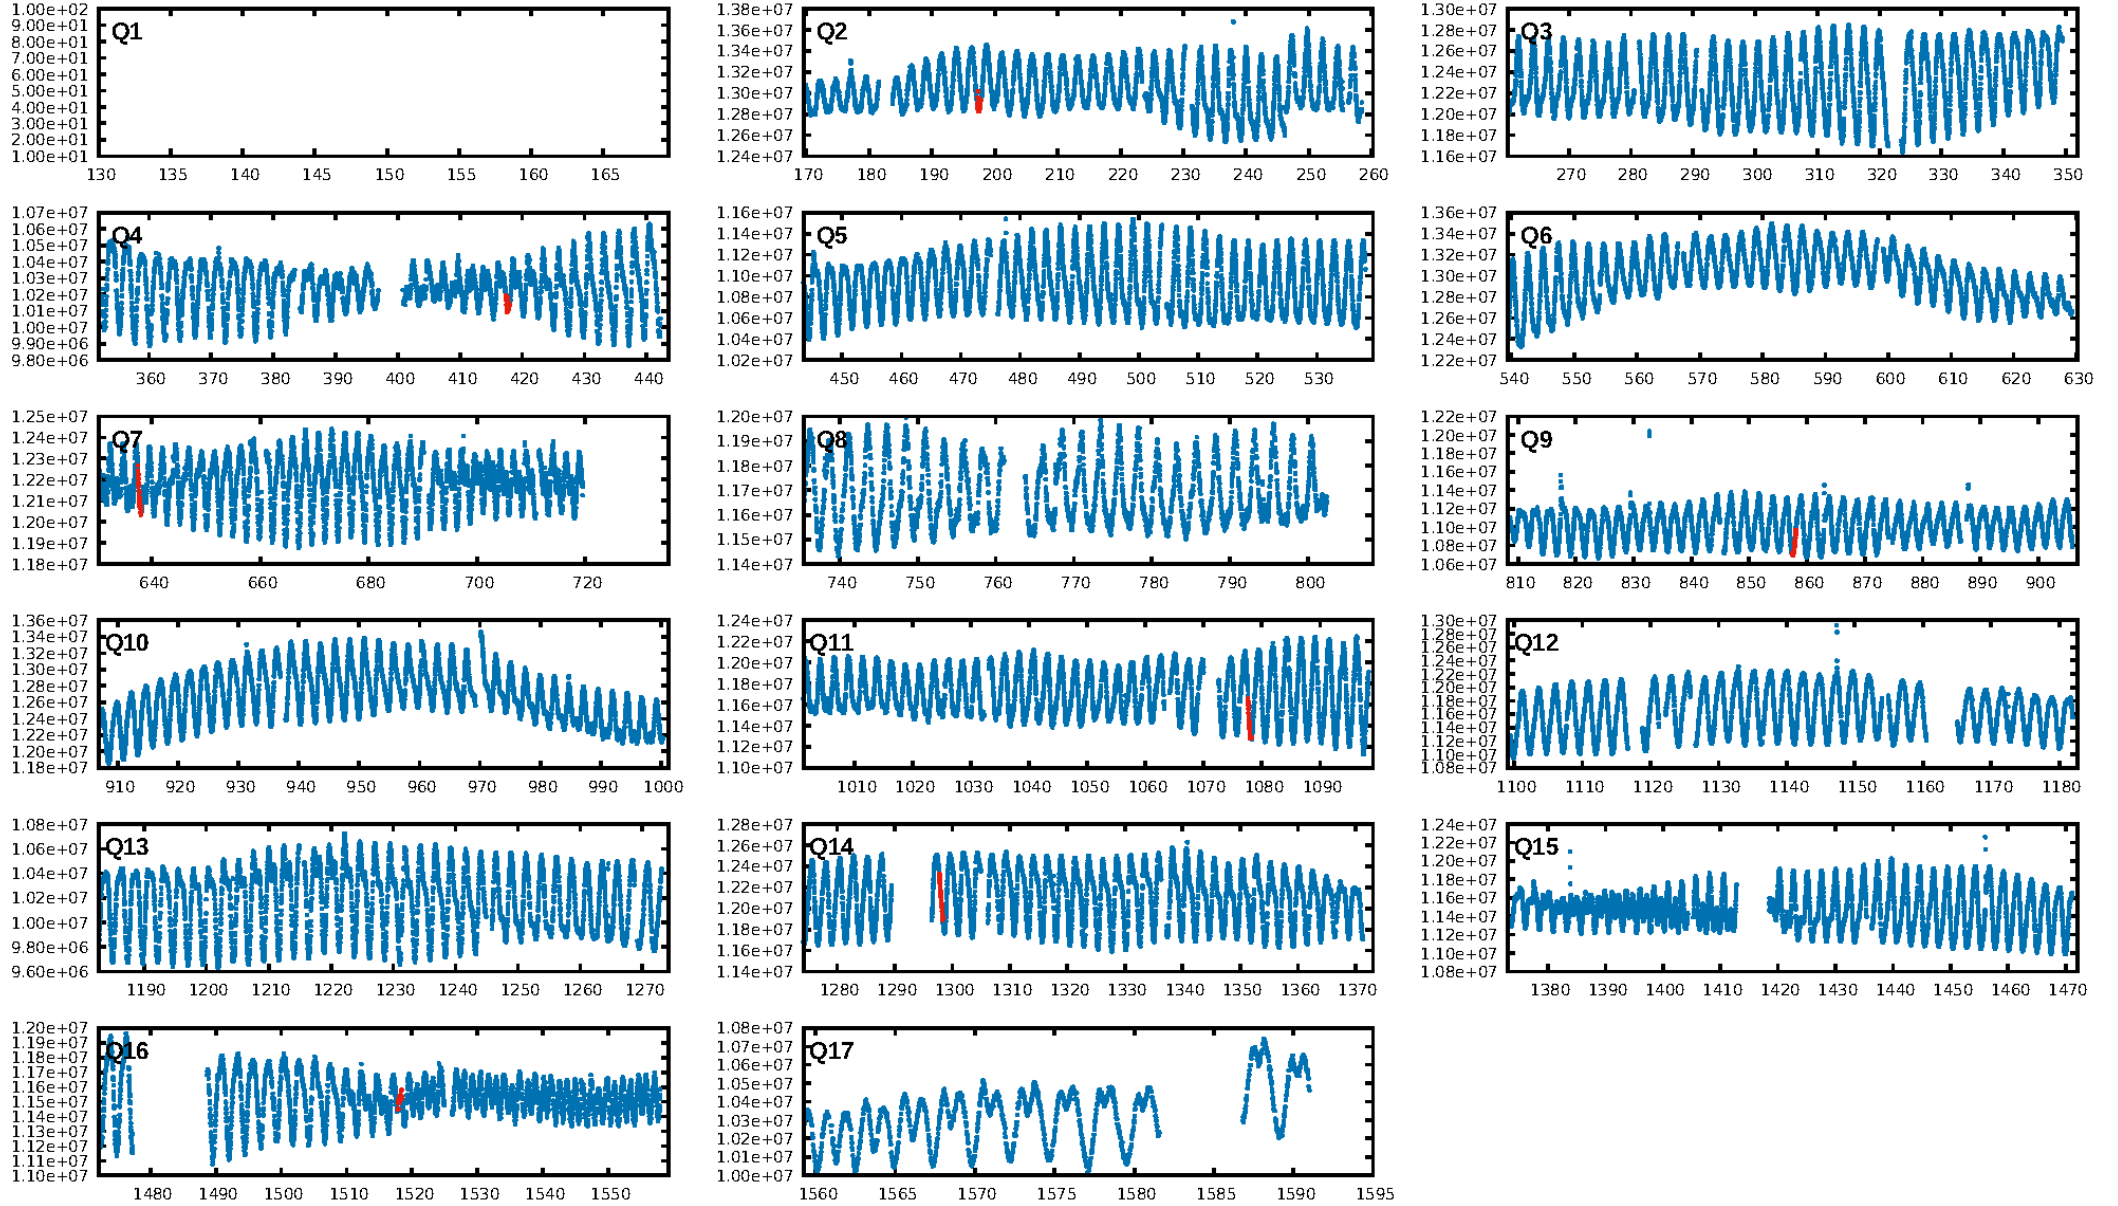 1.00e+02
9.00e+01
8.00e+01
7.00e+01
6.00e+01
5.00e+01
4.00e+01
3.00e+01
2.00e+01
1.00e+01
Q1
130 135 140 145 150 155 160 165
1.38e+07
1.36e+07
1.34e+07
1.32e+07
1.30e+07
1.28e+07
1.26e+07
1.24e+07
Q2
170 180 190 200 210 220 230 240 250 260
1.30e+07
1.28e+07
1.26e+07
1.24e+07
1.22e+07
1.20e+07
1.18e+07
1.16e+07
Q3
270 280 290 300 310 320 330 340 350
1.07e+07
1.06e+07
1.05e+07
1.04e+07
1.03e+07
1.02e+07
1.01e+07
1.00e+07
9.90e+06
9.80e+06
Q4
360 370 380 390 400 410 420 430 440
1.16e+07
1.14e+07
1.12e+07
1.10e+07
1.08e+07
1.06e+07
1.04e+07
1.02e+07
Q5
450 460 470 480 490 500 510 520 530
1.36e+07
1.34e+07
1.32e+07
1.30e+07
1.28e+07
1.26e+07
1.24e+07
1.22e+07
Q6
540 550 560 570 580 590 600 610 620 630
1.25e+07
1.24e+07
1.23e+07
1.22e+07
1.21e+07
1.20e+07
1.19e+07
1.18e+07
Q7
640 660 680 700 720
1.20e+07
1.19e+07
1.18e+07
1.17e+07
1.16e+07
1.15e+07
1.14e+07
Q8
740 750 760 770 780 790 800
1.22e+07
1.20e+07
1.18e+07
1.16e+07
1.14e+07
1.12e+07
1.10e+07
1.08e+07
1.06e+07
Q9
810 820 830 840 850 860 870 880 890 900
1.36e+07
1.34e+07
1.32e+07
1.30e+07
1.28e+07
1.26e+07
1.24e+07
1.22e+07
1.20e+07
1.18e+07
Q10
910 920 930 940 950 960 970 980 990 1000
1.24e+07
1.22e+07
1.20e+07
1.18e+07
1.16e+07
1.14e+07
1.12e+07
1.10e+07
Q11
1010 1020 1030 1040 1050 1060 1070 1080 1090
1.30e+07
1.28e+07
1.26e+07
1.24e+07
1.22e+07
1.20e+07
1.18e+07
1.16e+07
1.14e+07
1.12e+07
1.10e+07
1.08e+07
Q12
1100 1110 1120 1130 1140 1150 1160 1170 1180
1.08e+07
1.06e+07
1.04e+07
1.02e+07
1.00e+07
9.80e+06
9.60e+06
Q13
1190 1200 1210 1220 1230 1240 1250 1260 1270
1.28e+07
1.26e+07
1.24e+07
1.22e+07
1.20e+07
1.18e+07
1.16e+07
1.14e+07
Q14
1280 1290 1300 1310 1320 1330 1340 1350 1360 1370
1.24e+07
1.22e+07
1.20e+07
1.18e+07
1.16e+07
1.14e+07
1.12e+07
1.10e+07
1.08e+07
Q15
1380 1390 1400 1410 1420 1430 1440 1450 1460 1470
1.20e+07
1.19e+07
1.18e+07
1.17e+07
1.16e+07
1.15e+07
1.14e+07
1.13e+07
1.12e+07
1.11e+07
1.10e+07
Q16
1480 1490 1500 1510 1520 1530 1540 1550
1.08e+07
1.07e+07
1.06e+07
1.05e+07
1.04e+07
1.03e+07
1.02e+07
1.01e+07
1.00e+07
Q17
1560 1565 1570 1575 1580 1585 1590 1595